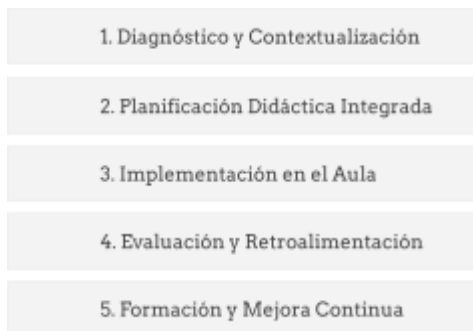 1. Diagnóstico y Contextualización
2. Planificación Didáctica Integrada
3. Implementación en el Aula
4. Evaluación y Retroalimentación
5. Formación y Mejora Continua